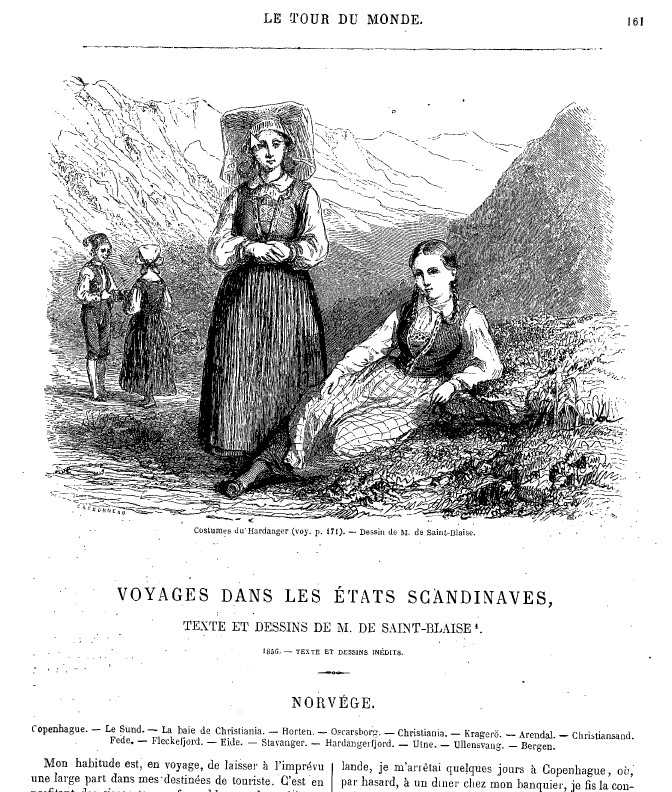 LE TOUR DU MONDE.
161
Costumes du Hardanger (voy. p. 171). — Dessin de M. de Saint-Blaise.
VOYAGES DANS LES ÉTATS SCANDINAVES,
TEXTE ET DESSINS DE M. DE SAINT-BLAISE¹.
1856. — TEXTE ET DESSINS INÉDITS.
NORVÉGE.
Copenhague. — Le Sund. — La baie de Christiania. — Horten. — Oscarsborg. — Christiania. — Kragerö. — Arendal. — Christiansand.
Fede. — Fleckefjord. — Eide. — Stavanger. — Hardangerfjord. — Utne. — Ullensvang. — Bergen.
Mon habitude est, en voyage, de laisser à l'imprévu
une large part dans mes destinées de touriste. C'est en
lande, je m'arrêtai quelques jours à Copenhague, où,
par hasard, à un dîner chez mon banquier, je fis la con-